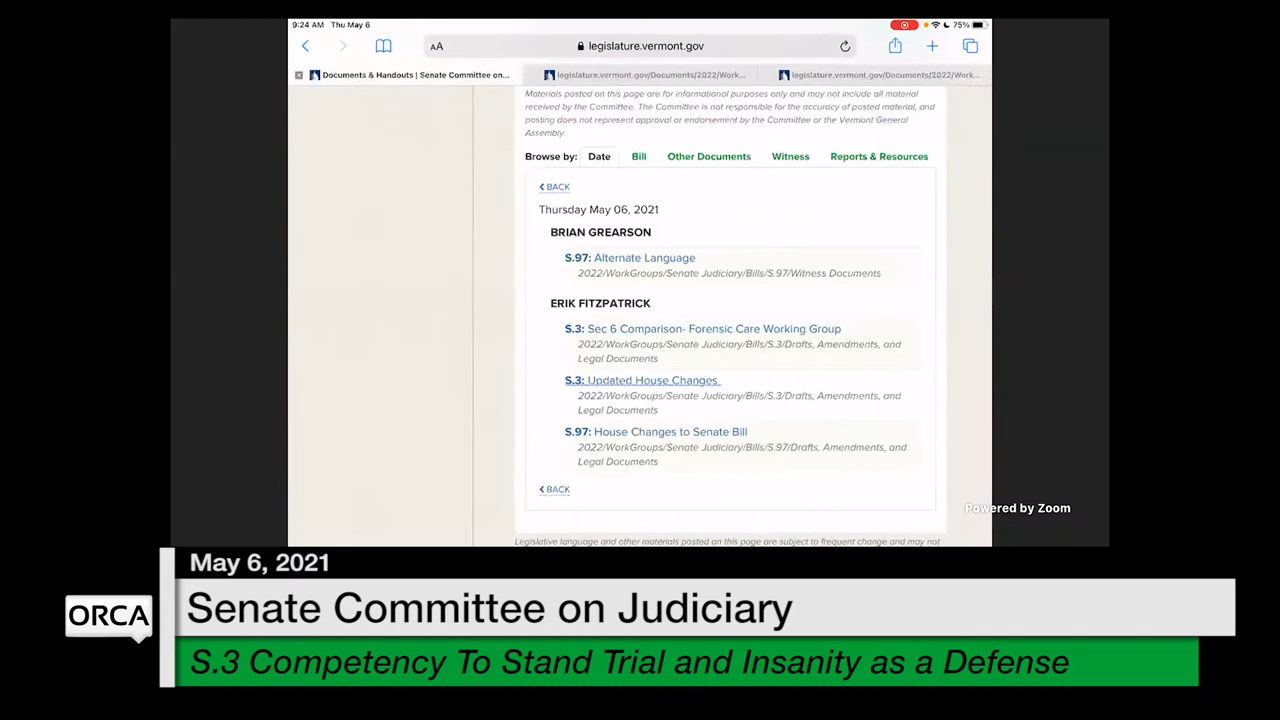 9:24 AM Thu May 6
75%
AA
legislature.vermont.gov
Documents & Handouts | Senate Committee on...
legislature.vermont.gov/Documents/2022/Work...
legislature.vermont.gov/Documents/2022/Work...
Materials posted on this page are for informational purposes only and may not include all material
received by the Committee. The Committee is not responsible for the accuracy of posted material, and
posting does not represent approval or endorsement by the Committee or the Vermont General
Assembly.
Browse by: Date Bill Other Documents Witness Reports & Resources
BACK
Thursday May 06, 2021
BRIAN GREARSON
S.97: Alternate Language
2022/WorkGroups/Senate Judiciary/Bills/S.97/Witness Documents
ERIK FITZPATRICK
S.3: Sec 6 Comparison- Forensic Care Working Group
2022/WorkGroups/Senate Judiciary/Bills/S.3/Drafts, Amendments, and
Legal Documents
S.3: Updated House Changes
2022/WorkGroups/Senate Judiciary/Bills/S.3/Drafts, Amendments, and
Legal Documents
S.97: House Changes to Senate Bill
2022/WorkGroups/Senate Judiciary/Bills/S.97/Drafts, Amendments, and
Legal Documents
BACK
Powered by Zoom
Legislative language and other materials posted on this page are subject to frequent change and may not
May 6, 2021
ORCA
Senate Committee on Judiciary
S.3 Competency To Stand Trial and Insanity as a Defense